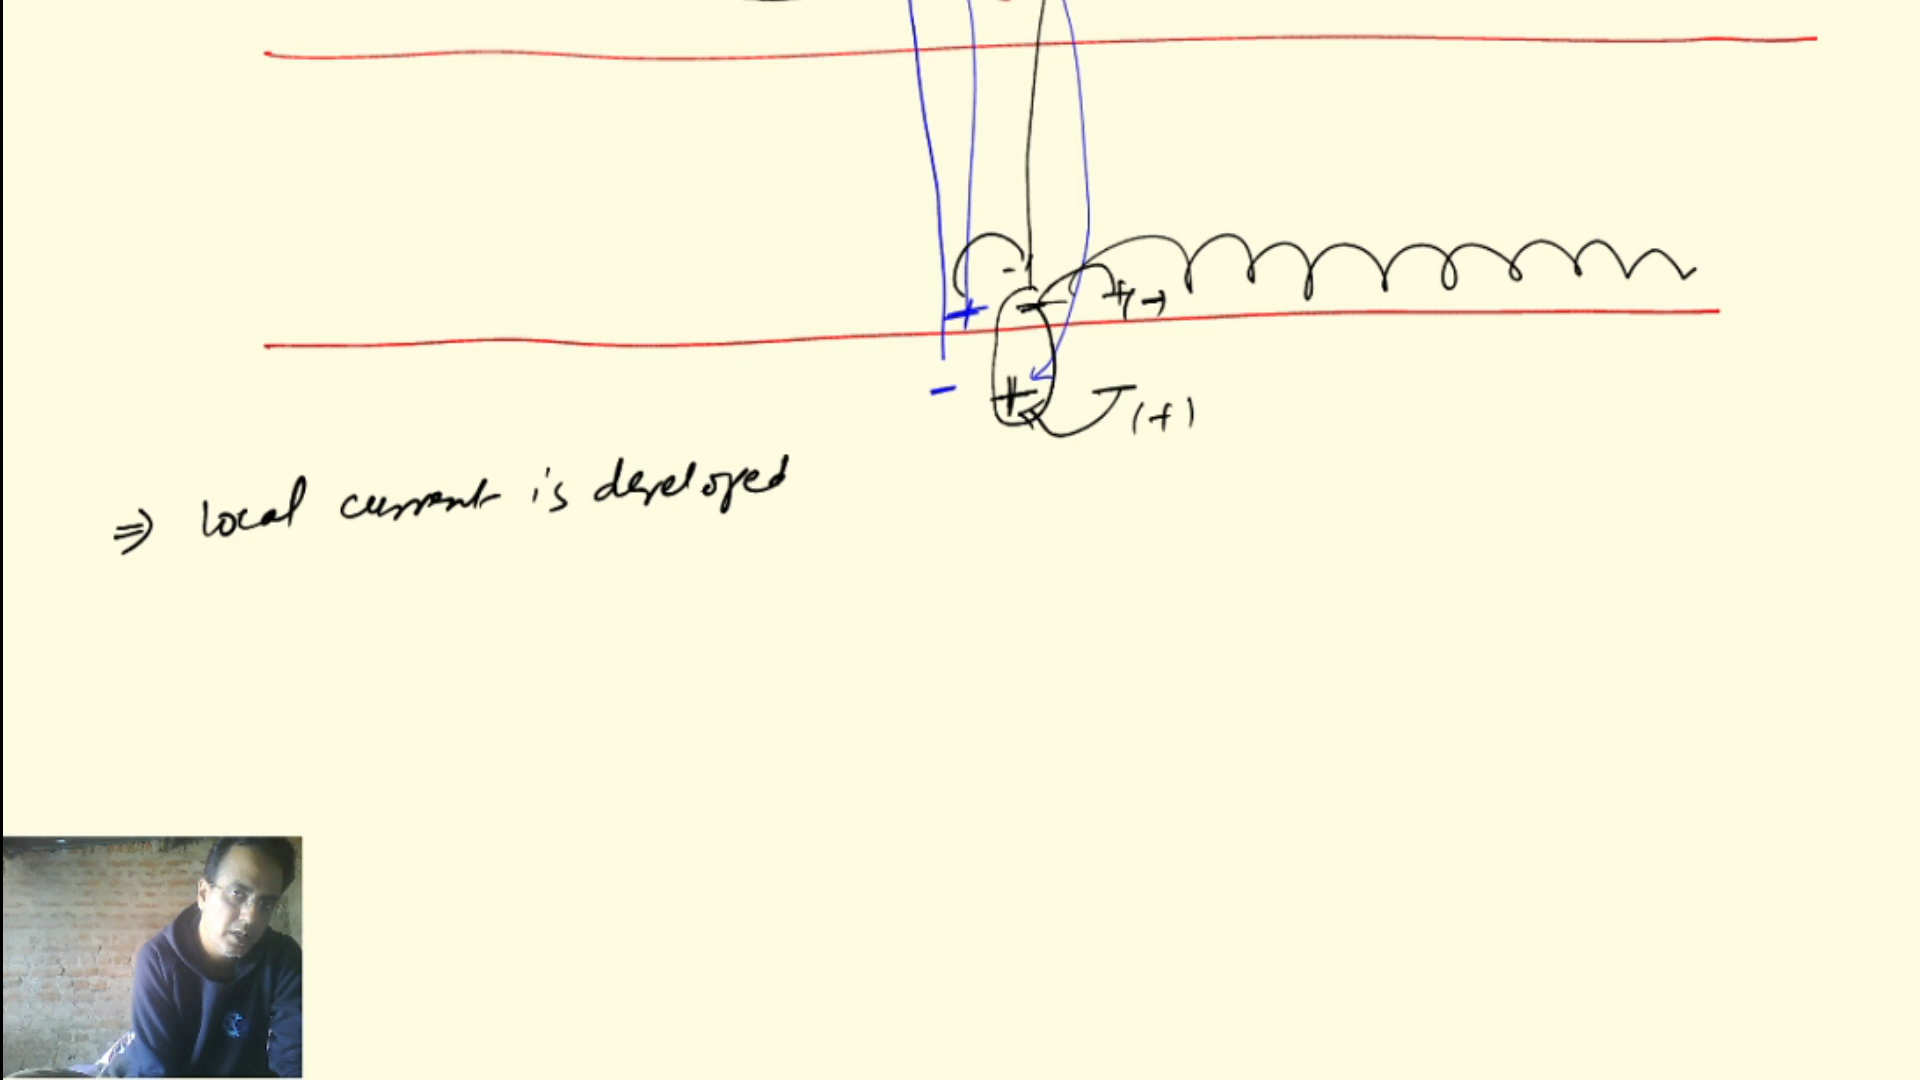 -
+ +(-)
+
- + (+)
⇒ local current is developed